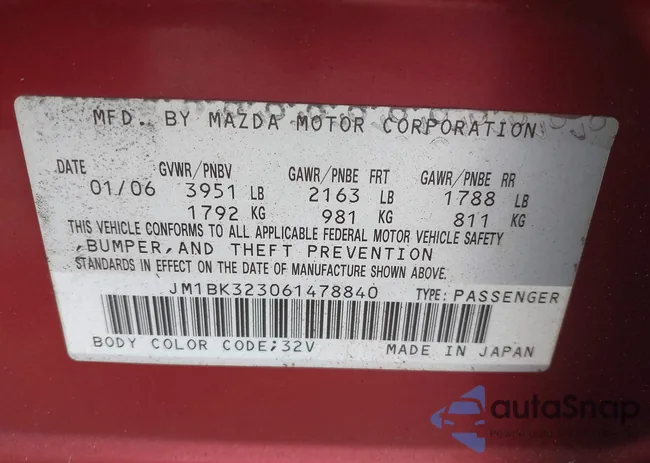 MFD. BY MAZDA MOTOR CORPORATION
DATE GVWR/PNBV GAWR/PNBE FRT GAWR/PNBE RR
01/06 3951 LB 2163 LB 1788 LB
1792 KG 981 KG 811 KG
THIS VEHICLE CONFORMS TO ALL APPLICABLE FEDERAL MOTOR VEHICLE SAFETY
,BUMPER,AND THEFT PREVENTION
STANDARDS IN EFFECT ON THE DATE OF MANUFACTURE SHOWN ABOVE.
JM1BK323061478840 TYPE: PASSENGER
BODY COLOR CODE;32V MADE IN JAPAN
autoSnap